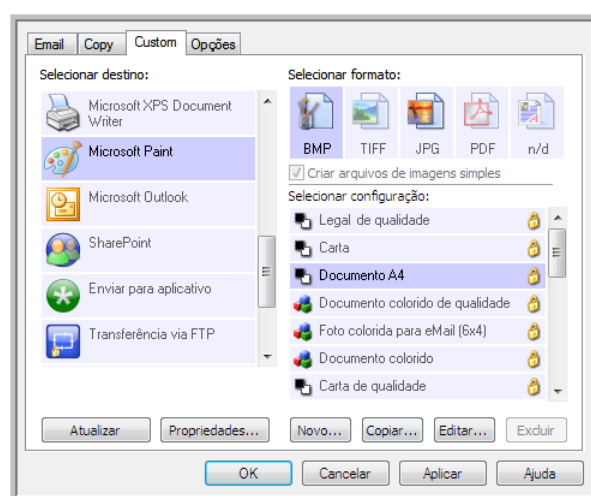 Email Copy Custom Opções
Selecionar destino:
Microsoft XPS Document
Writer
Microsoft Paint
Microsoft Outlook
SharePoint
Enviar para aplicativo
Transferência via FTP
Atualizar Propriedades...
Selecionar formato:
BMP TIFF JPG PDF n/d
Criar arquivos de imagens simples
Selecionar configuração:
Legal de qualidade
Carta
Documento A4
Documento colorido de qualidade
Foto colorida para eMail (6x4)
Documento colorido
Carta de qualidade
Novo... Copiar... Editar... Excluir
OK Cancelar Aplicar Ajuda